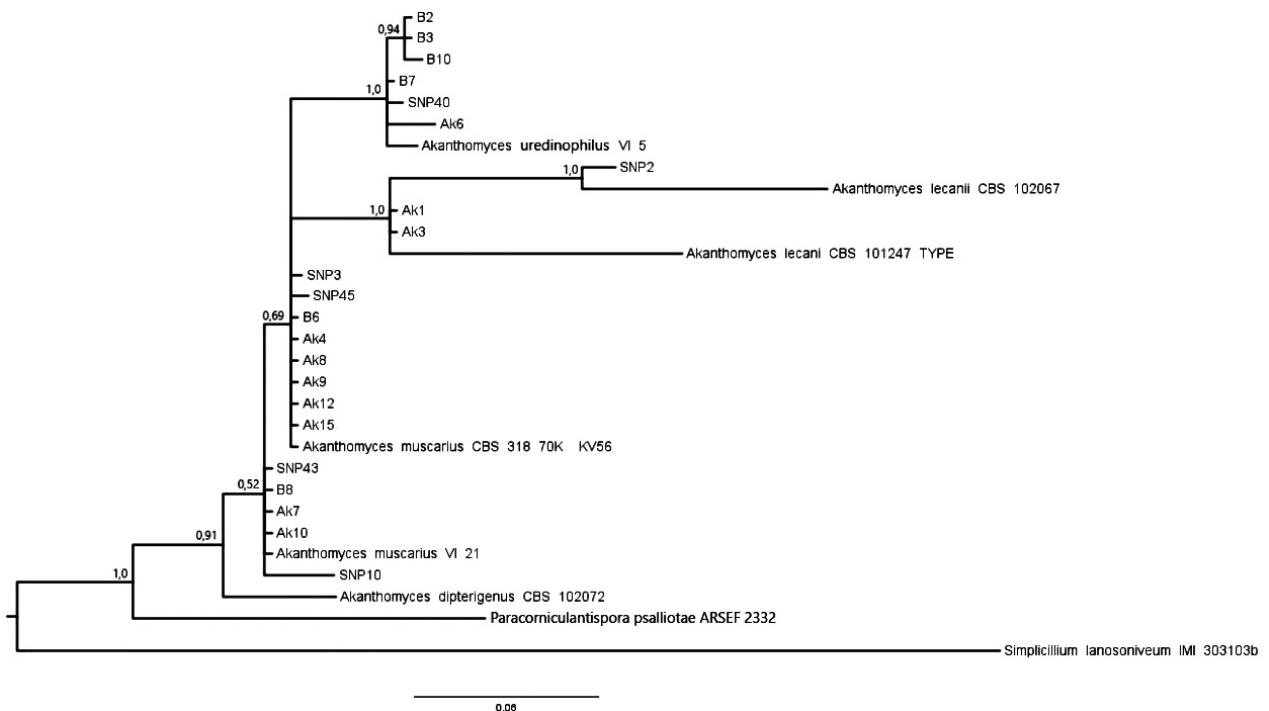 B2
0,94
B3
B10
B7
1,0
SNP40
Ak6
Akanthomyces uredinophilus VI 5
SNP2
1,0
Akanthomyces lecanii CBS 102067
1,0
Ak1
Ak3
Akanthomyces lecani CBS 101247 TYPE
SNP3
SNP45
0,69
B6
Ak4
Ak8
Ak9
Ak12
Ak15
Akanthomyces muscarius CBS 318 70K KV56
SNP43
0,52
B8
Ak7
Ak10
0,91
Akanthomyces muscarius VI 21
1,0
SNP10
Akanthomyces dipterigenus CBS 102072
Paracorniculantispora psalliotae ARSEF 2332
Simplicillium lanosoniveum IMI 303103b
0.06